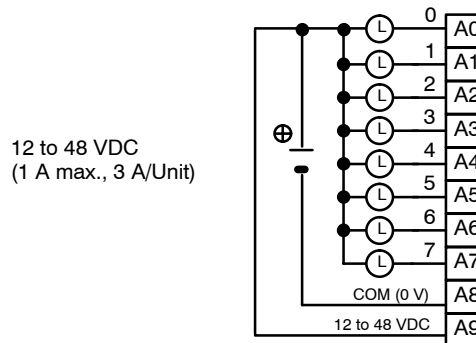 12 to 48 VDC
(1 A max., 3 A/Unit)
L 0 A0
L 1 A1
L 2 A2
L 3 A3
L 4 A4
L 5 A5
L 6 A6
L 7 A7
COM (0 V) A8
12 to 48 VDC A9